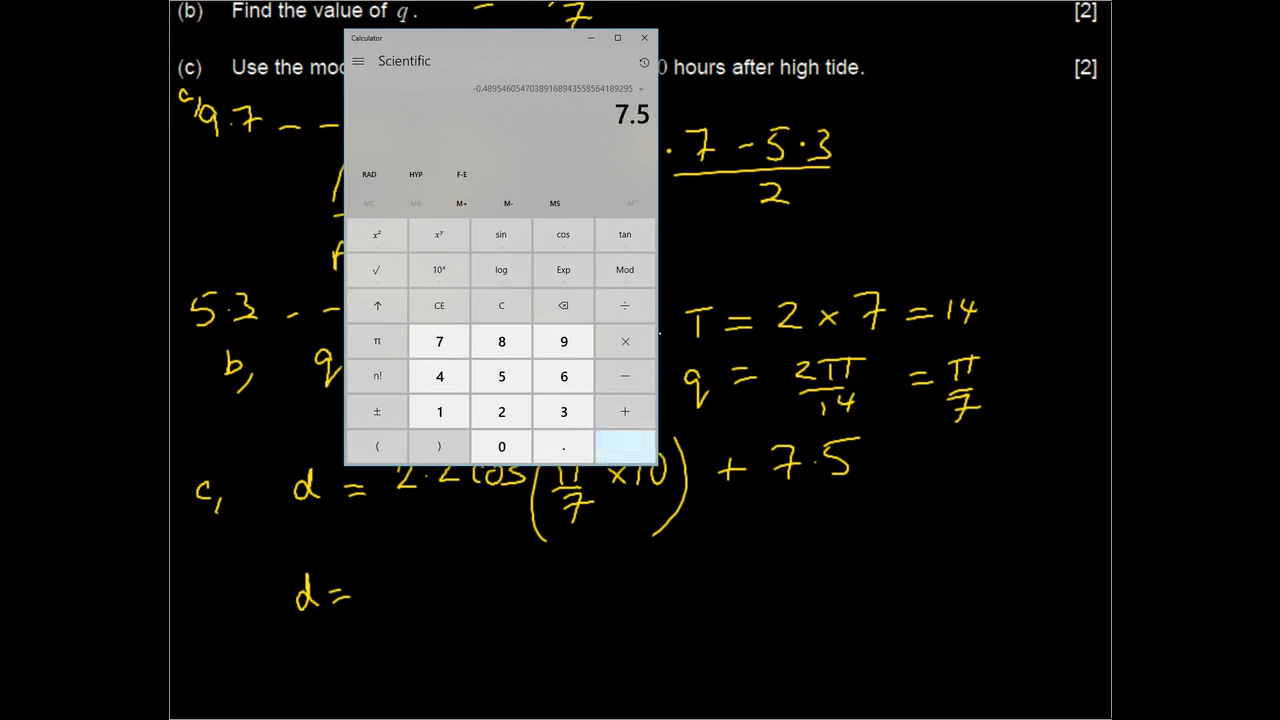 (b) Find the value of q. = π/7 [2]
Calculator
(c) Use the mod 0 hours after high tide. [2]
Scientific
-0.48954605470389168943558564189295 +
a, 9.7 - -
7.5
.7 - 5.3
2
RAD HYP F-E
MC MR M+ M- MS M˅
x² xʸ sin cos tan
√ 10ˣ log Exp Mod
↑ CE C ⌫ ÷
5.3 - -
T = 2 × 7 = 14
π 7 8 9 ×
b, q
q = 2π/14 = π/7
n! 4 5 6 −
± 1 2 3 +
( ) 0 .
c, d = 2.2 cos(π/7 × 10) + 7.5
d =